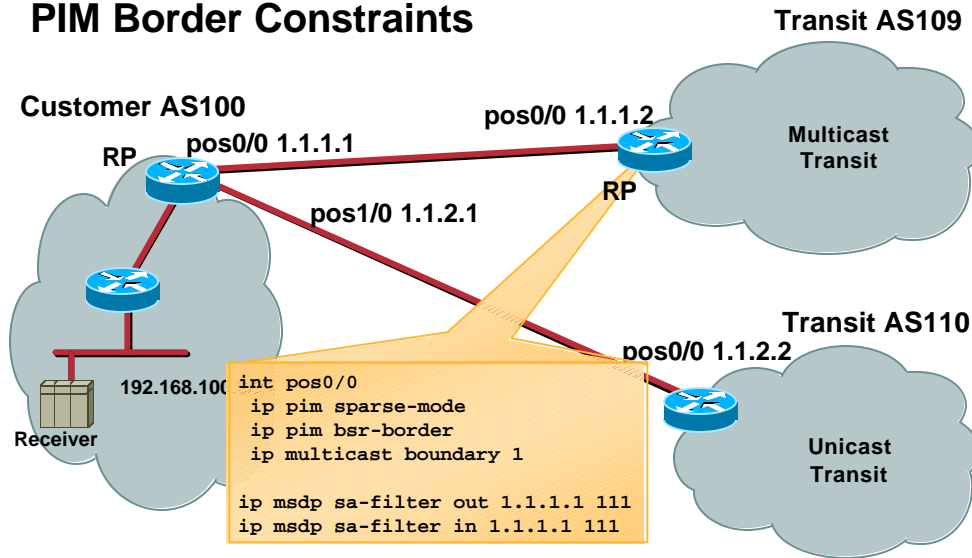 PIM Border Constraints
Transit AS109
Customer AS100
pos0/0 1.1.1.2
RP
pos0/0 1.1.1.1
Multicast
Transit
RP
pos1/0 1.1.2.1
Transit AS110
pos0/0 1.1.2.2
192.168.100
Receiver
int pos0/0
ip pim sparse-mode
ip pim bsr-border
ip multicast boundary 1
ip msdp sa-filter out 1.1.1.1 111
ip msdp sa-filter in 1.1.1.1 111
Unicast
Transit